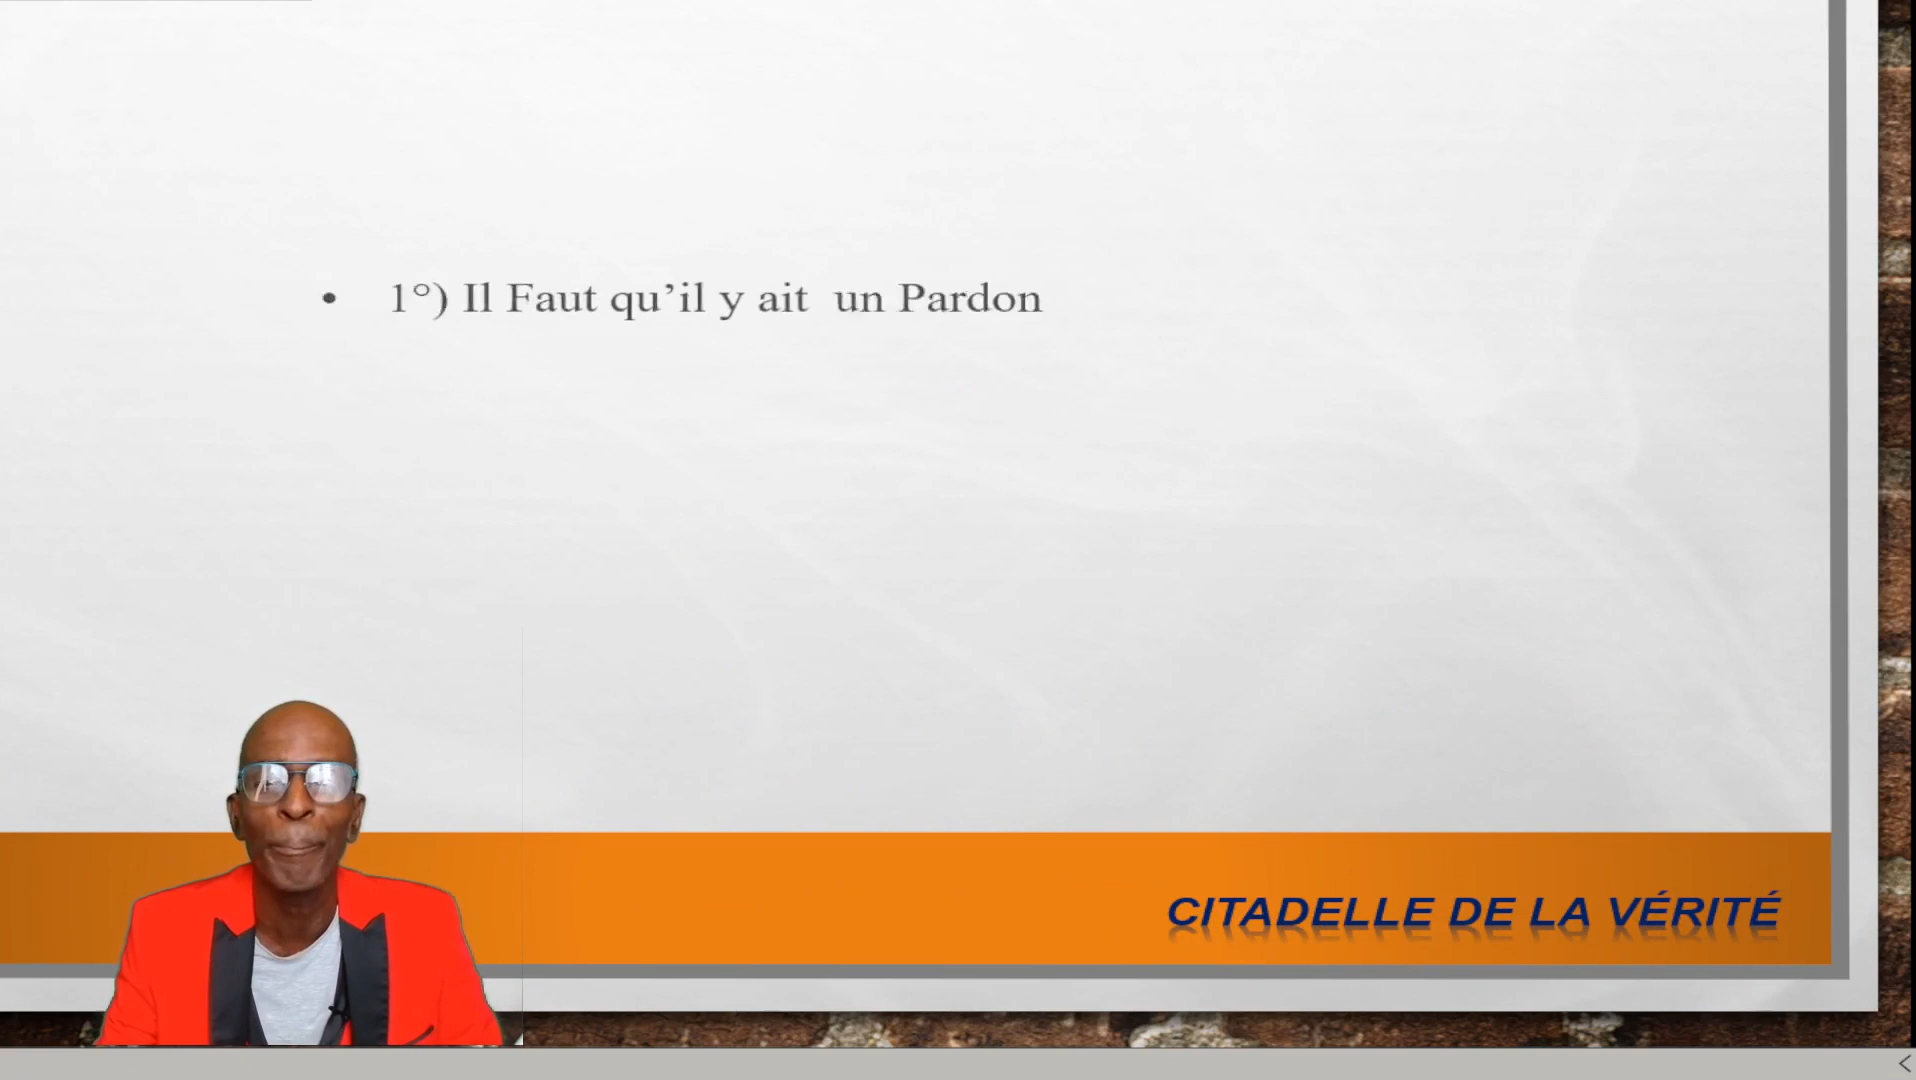 • 1°) Il Faut qu’il y ait un Pardon
CITADELLE DE LA VÉRITÉ